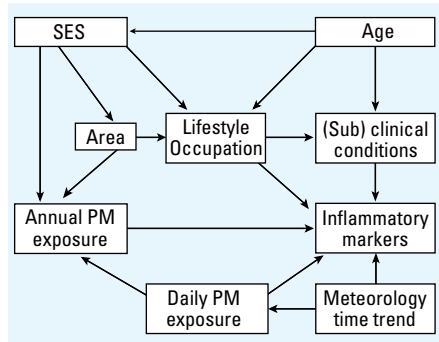 SES
Age
Area
Lifestyle
Occupation
(Sub) clinical
conditions
Annual PM
exposure
Inflammatory
markers
Daily PM
exposure
Meteorology
time trend